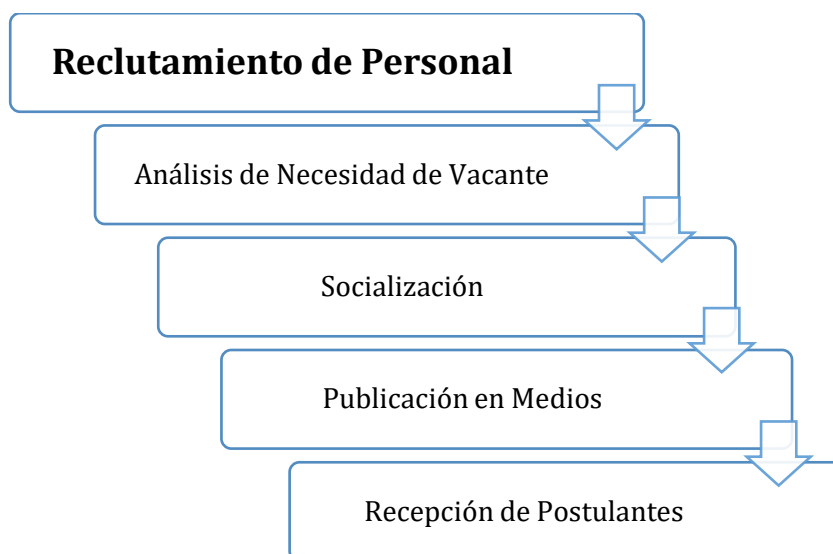 Reclutamiento de Personal
Análisis de Necesidad de Vacante
Socialización
Publicación en Medios
Recepción de Postulantes